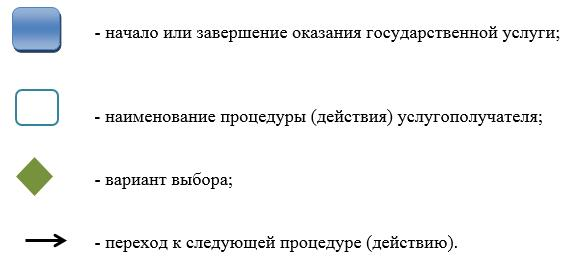 - начало или завершение оказания государственной услуги;
- наименование процедуры (действия) услугополучателя;
- вариант выбора;
- переход к следующей процедуре (действию).